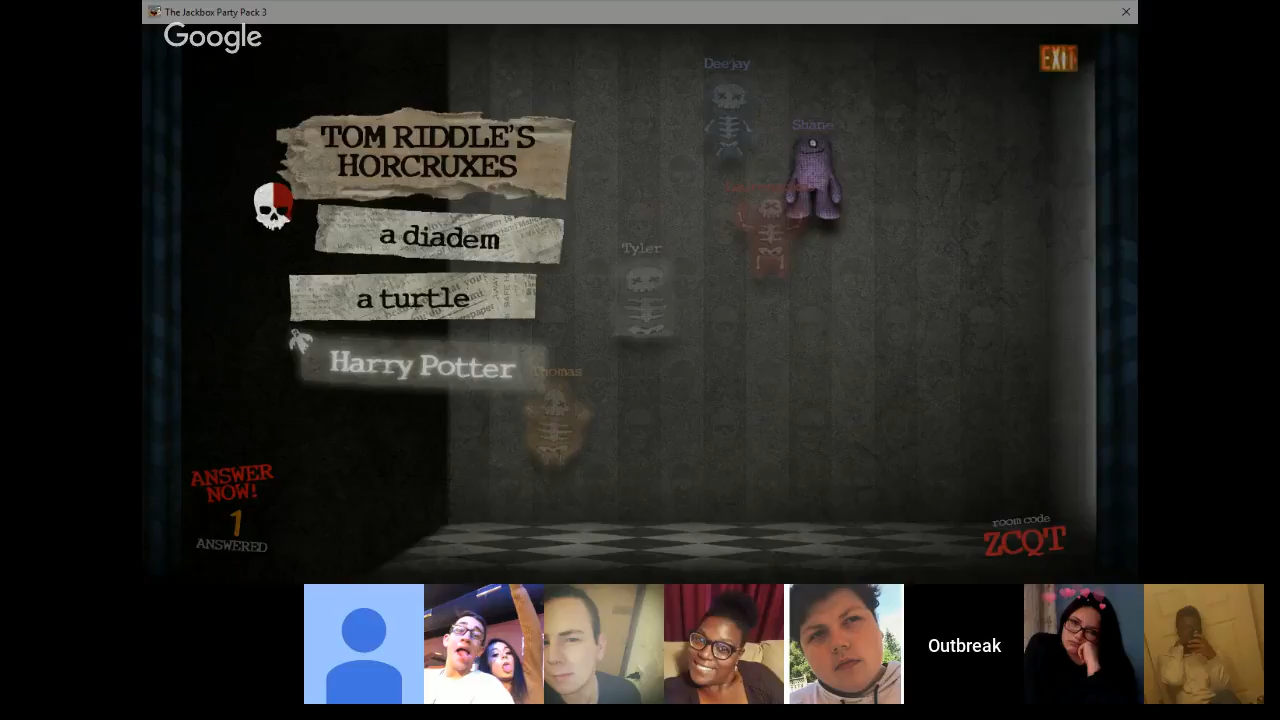 The Jackbox Party Pack 3
Google
EXIT
Deejay
Shane
TOM RIDDLE'S
HORCRUXES
a diadem
a turtle
Tyler
Harry Potter
Thomas
ANSWER
NOW!
1
ANSWERED
room code
ZCQT
Outbreak